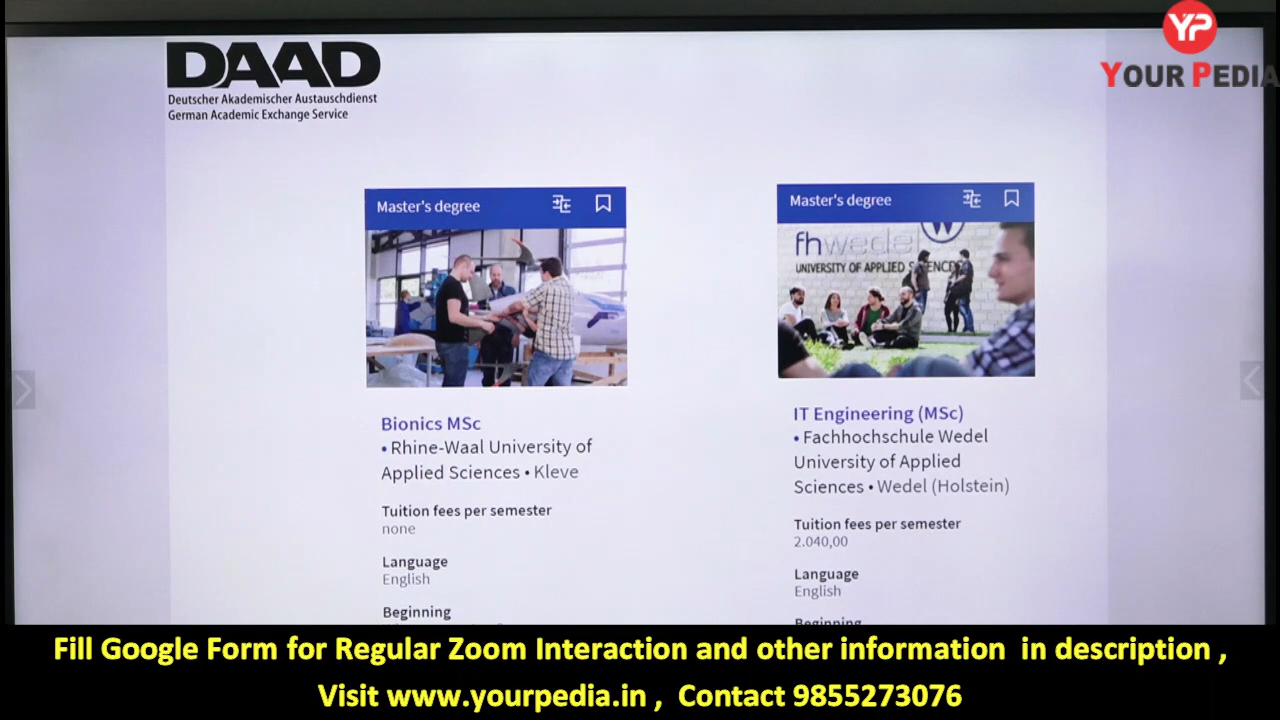 DAAD
Deutscher Akademischer Austauschdienst
German Academic Exchange Service
YP
YOUR PEDIA
Master's degree
Bionics MSc
• Rhine-Waal University of
Applied Sciences • Kleve
Tuition fees per semester
none
Language
English
Beginning
Master's degree
fhwedel
W
UNIVERSITY OF APPLIED SCIENCES
IT Engineering (MSc)
• Fachhochschule Wedel
University of Applied
Sciences • Wedel (Holstein)
Tuition fees per semester
2.040,00
Language
English
Beginning
Fill Google Form for Regular Zoom Interaction and other information in description ,
Visit www.yourpedia.in , Contact 9855273076